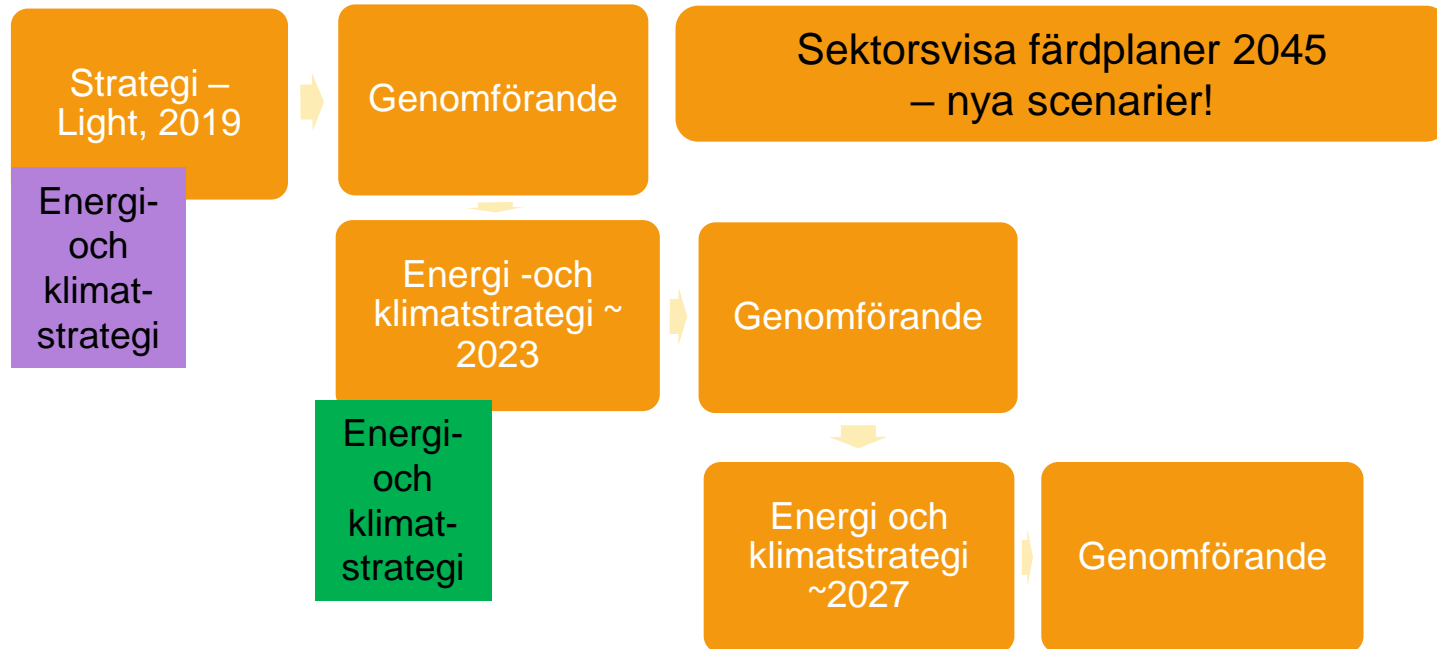 Strategi –
Light, 2019
Genomförande
Sektorsvisa färdplaner 2045
– nya scenarier!
Energi-
och
klimat-
strategi
Energi -och
klimatstrategi ~
2023
Genomförande
Energi-
och
klimat-
strategi
Energi och
klimatstrategi
~2027
Genomförande